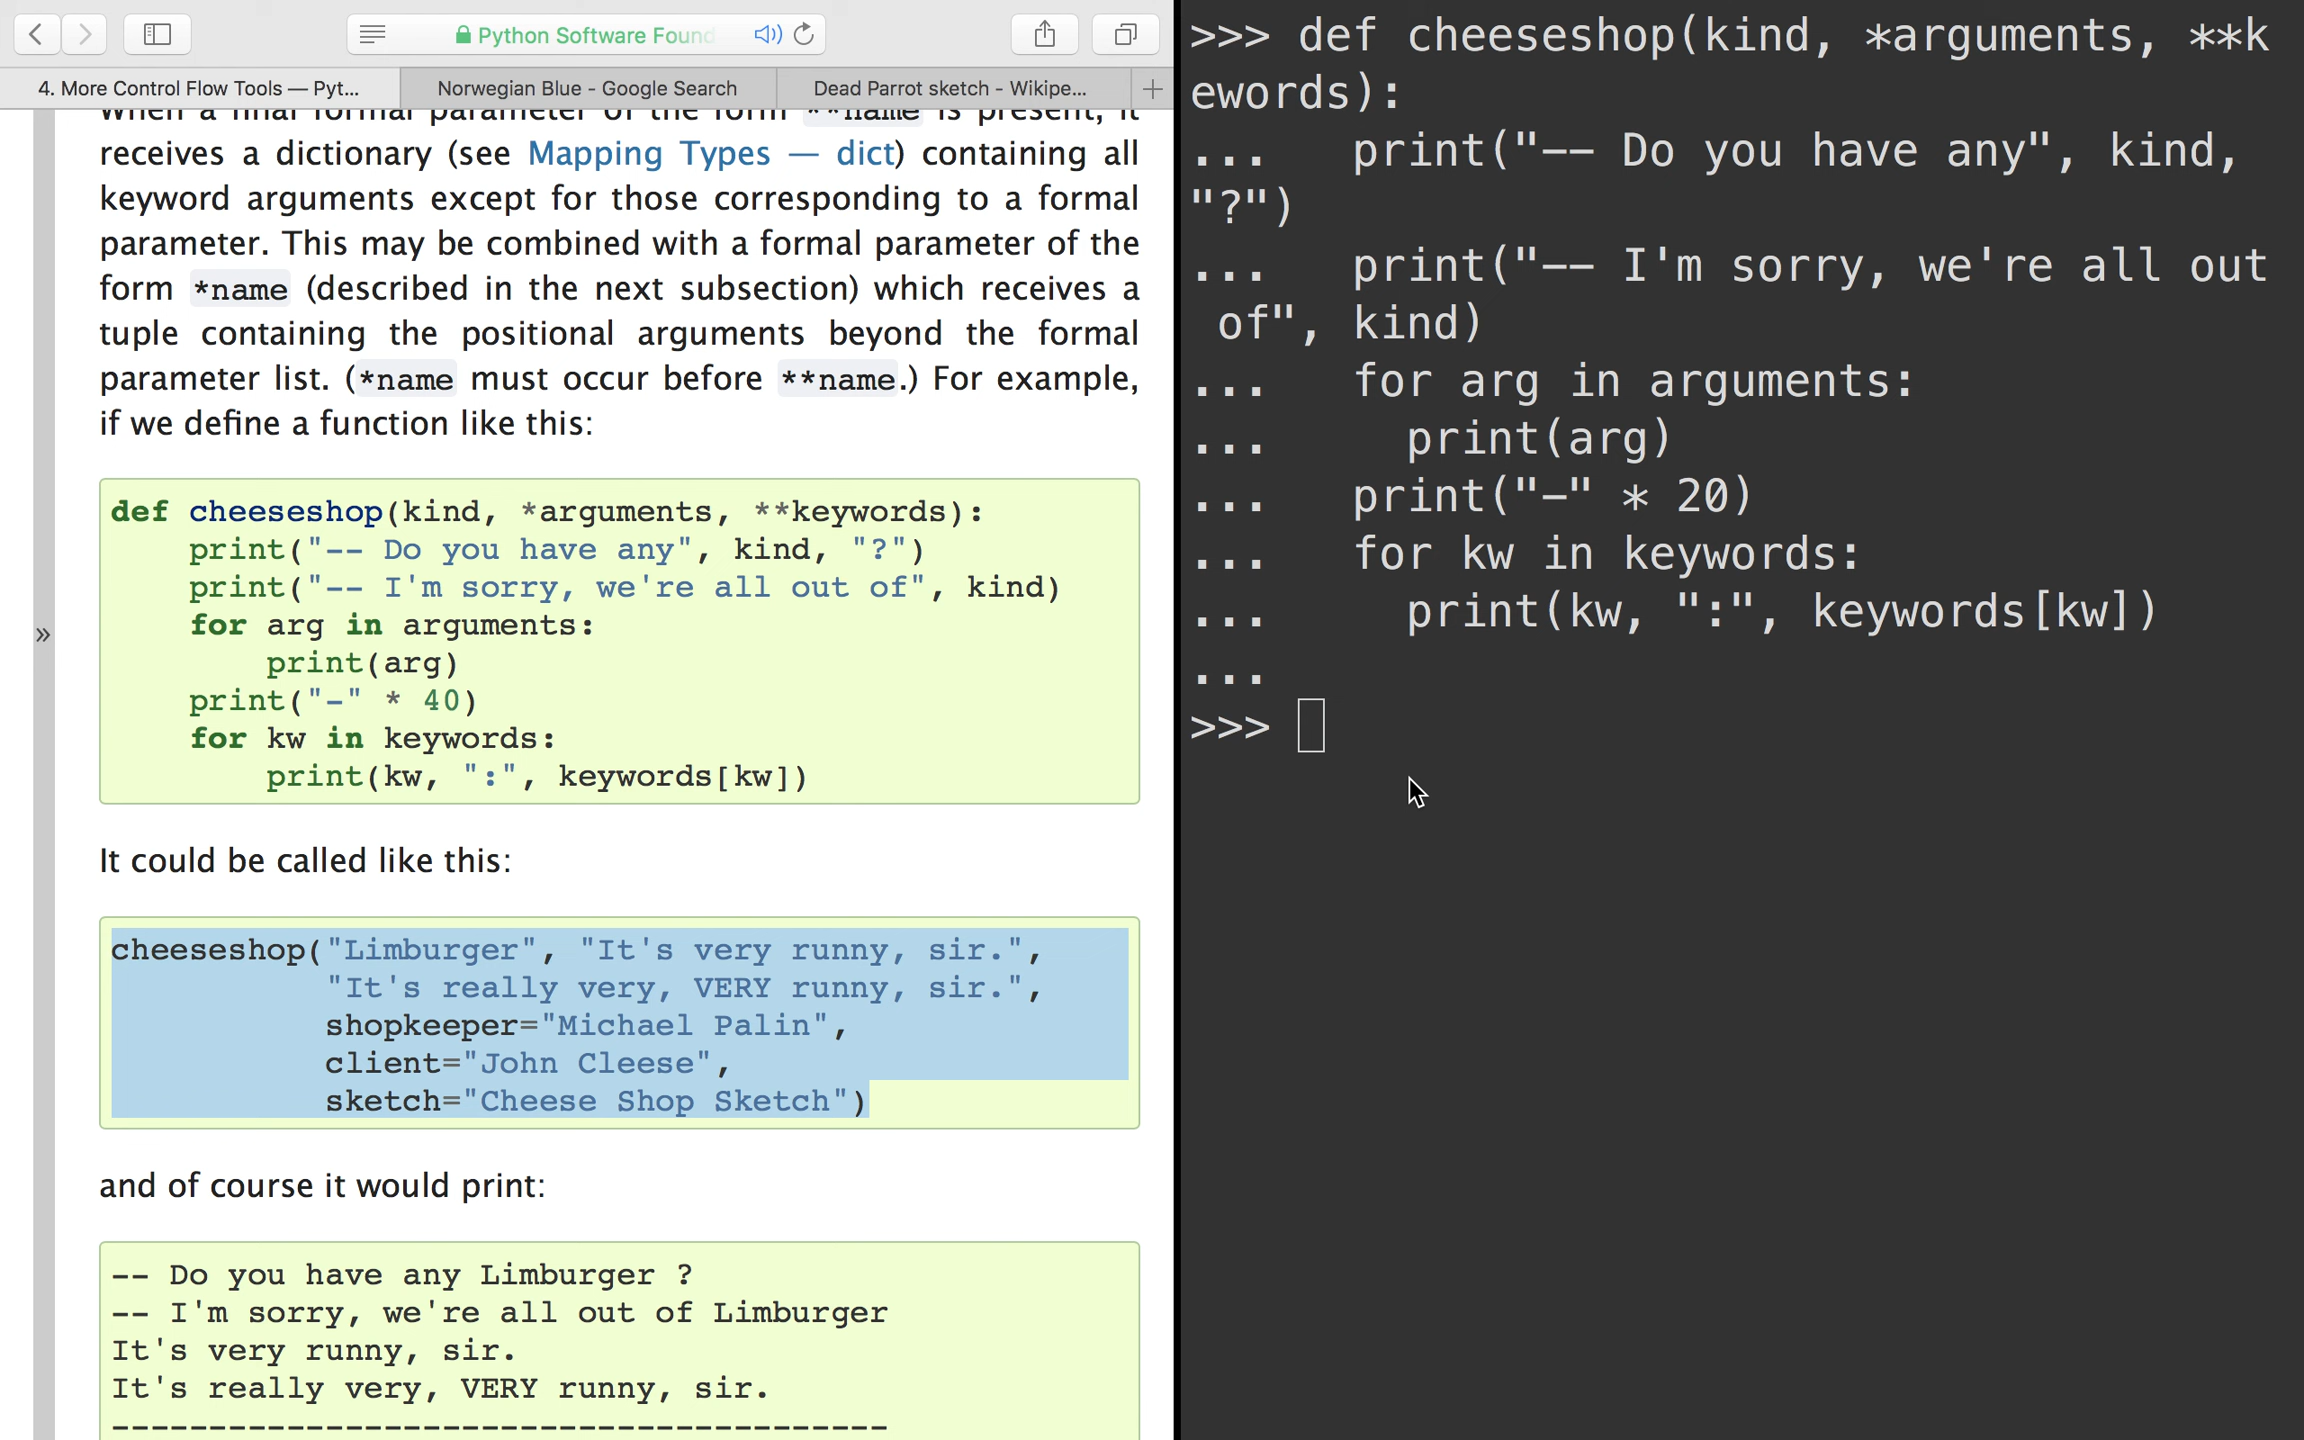 Python Software Found
4. More Control Flow Tools — Pyt...
Norwegian Blue - Google Search
Dead Parrot sketch - Wikipe...
When a final formal parameter of the form **name is present, it
receives a dictionary (see Mapping Types — dict) containing all
keyword arguments except for those corresponding to a formal
parameter. This may be combined with a formal parameter of the
form *name (described in the next subsection) which receives a
tuple containing the positional arguments beyond the formal
parameter list. (*name must occur before **name.) For example,
if we define a function like this:
def cheeseshop(kind, *arguments, **keywords):
    print("-- Do you have any", kind, "?")
    print("-- I'm sorry, we're all out of", kind)
    for arg in arguments:
        print(arg)
    print("-" * 40)
    for kw in keywords:
        print(kw, ":", keywords[kw])
»
It could be called like this:
cheeseshop("Limburger", "It's very runny, sir.",
           "It's really very, VERY runny, sir.",
           shopkeeper="Michael Palin",
           client="John Cleese",
           sketch="Cheese Shop Sketch")
and of course it would print:
-- Do you have any Limburger ?
-- I'm sorry, we're all out of Limburger
It's very runny, sir.
It's really very, VERY runny, sir.
----------------------------------------
>>> def cheeseshop(kind, *arguments, **k
ewords):
...   print("-- Do you have any", kind,
"?")
...   print("-- I'm sorry, we're all out
 of", kind)
...   for arg in arguments:
...     print(arg)
...   print("-" * 20)
...   for kw in keywords:
...     print(kw, ":", keywords[kw])
...
>>>